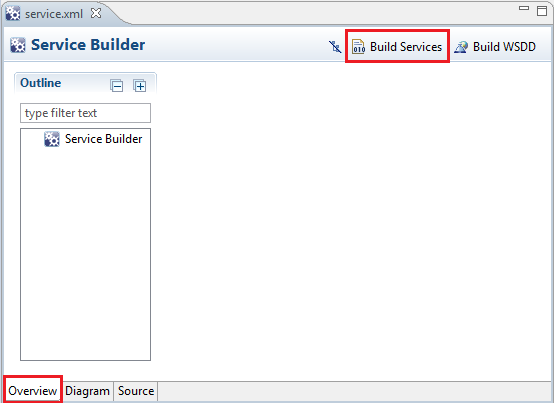 service.xml
Service Builder
Build Services
Build WSDD
Outline
type filter text
Service Builder
Overview
Diagram
Source